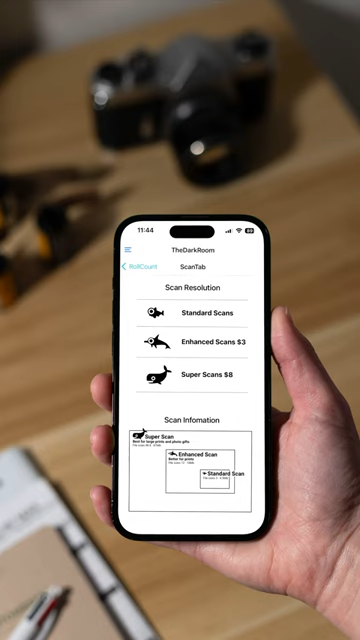 11:44
TheDarkRoom
RollCount
ScanTab
Scan Resolution
Standard Scans
Enhanced Scans $3
Super Scans $8
Scan Infomation
Super Scan
Best for large prints and photo gifts
Enhanced Scan
Better for prints
Standard Scan